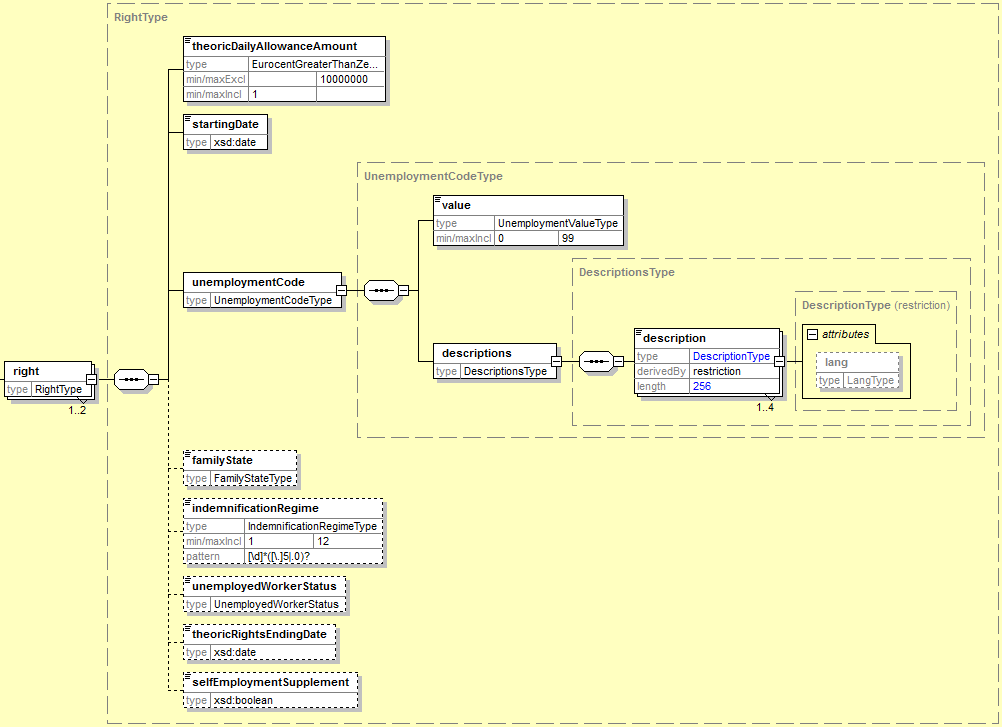 RightType
theoricDailyAllowanceAmount
type EurocentGreaterThanZe...
min/maxExcl 10000000
min/maxIncl 1
startingDate
type xsd:date
UnemploymentCodeType
value
type UnemploymentValueType
min/maxIncl 0 99
DescriptionsType
unemploymentCode
type UnemploymentCodeType
DescriptionType (restriction)
attributes
lang
type LangType
description
type DescriptionType
derivedBy restriction
length 256
1..4
descriptions
type DescriptionsType
right
type RightType
1..2
familyState
type FamilyStateType
indemnificationRegime
type IndemnificationRegimeType
min/maxIncl 1 12
pattern [\d]*([\.]5|.0)?
unemployedWorkerStatus
type UnemployedWorkerStatus
theoricRightsEndingDate
type xsd:date
selfEmploymentSupplement
type xsd:boolean